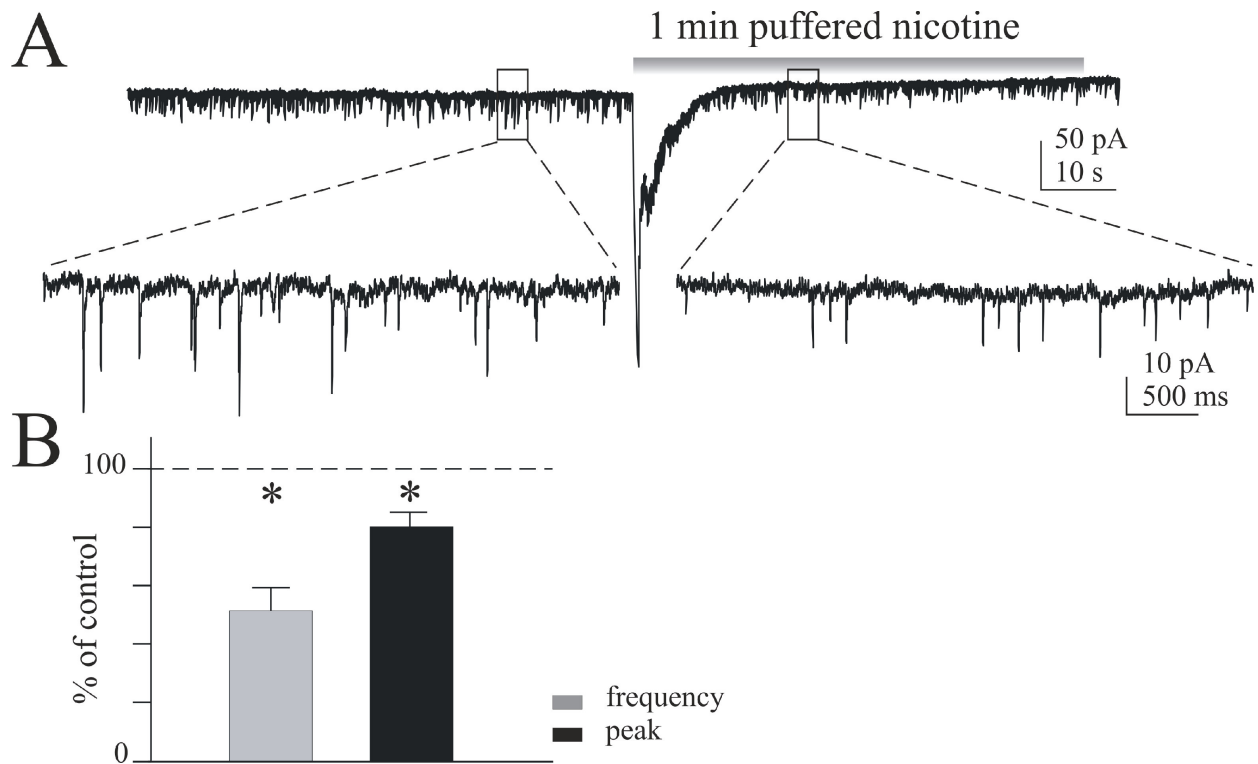 A
1 min puffered nicotine
50 pA
10 s
10 pA
500 ms
B
100
* *
% of control
0
frequency
peak